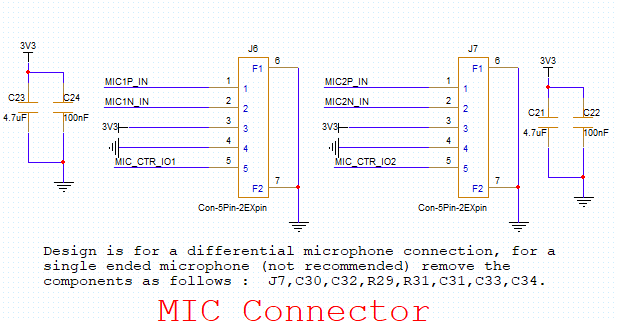 J6
J7
3V3
6
6
3V3
F1
F1
MIC1P_IN
1
1
MIC2P_IN
1
1
C23
C24
MIC1N_IN
2
2
MIC2N_IN
2
2
C21
C22
4.7uF
100nF
3V3
3
3
3V3
3
3
4.7uF
100nF
4
4
4
4
MIC_CTR_IO1
5
5
MIC_CTR_IO2
5
5
F2
7
F2
7
Con-5Pin-2EXpin
Con-5Pin-2EXpin
Design is for a differential microphone connection, for a
single ended microphone (not recommended) remove the
components as follows :  J7,C30,C32,R29,R31,C31,C33,C34.
MIC Connector